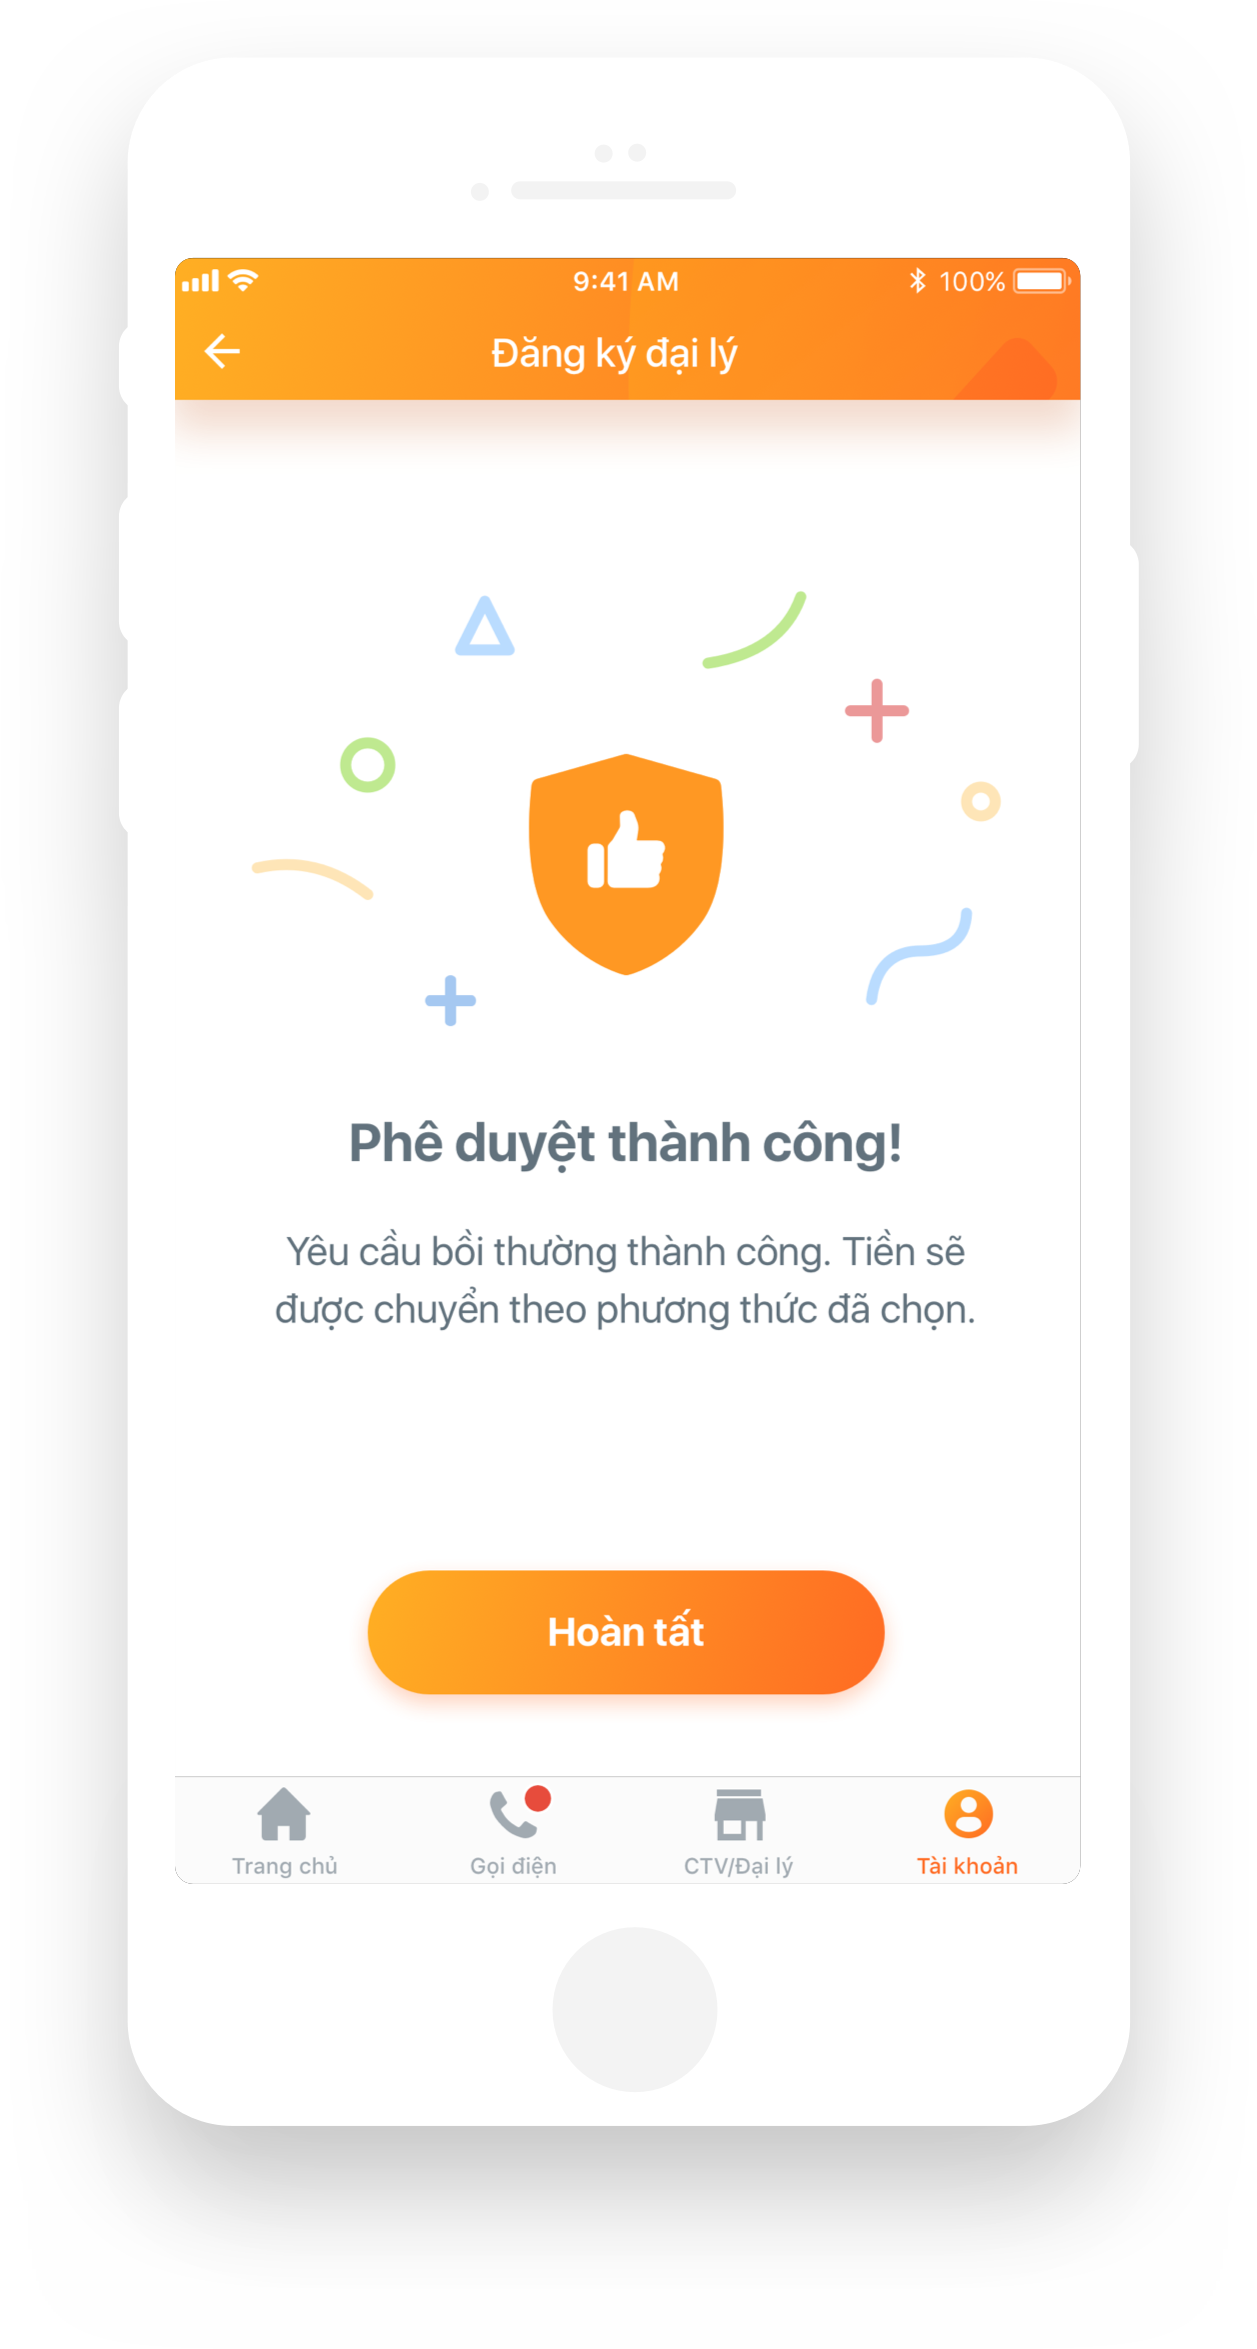 9:41 AM
100%
Đăng ký đại lý
Phê duyệt thành công!
Yêu cầu bồi thường thành công. Tiền sẽ
được chuyển theo phương thức đã chọn.
Hoàn tất
Trang chủ
Gọi điện
CTV/Đại lý
Tài khoản